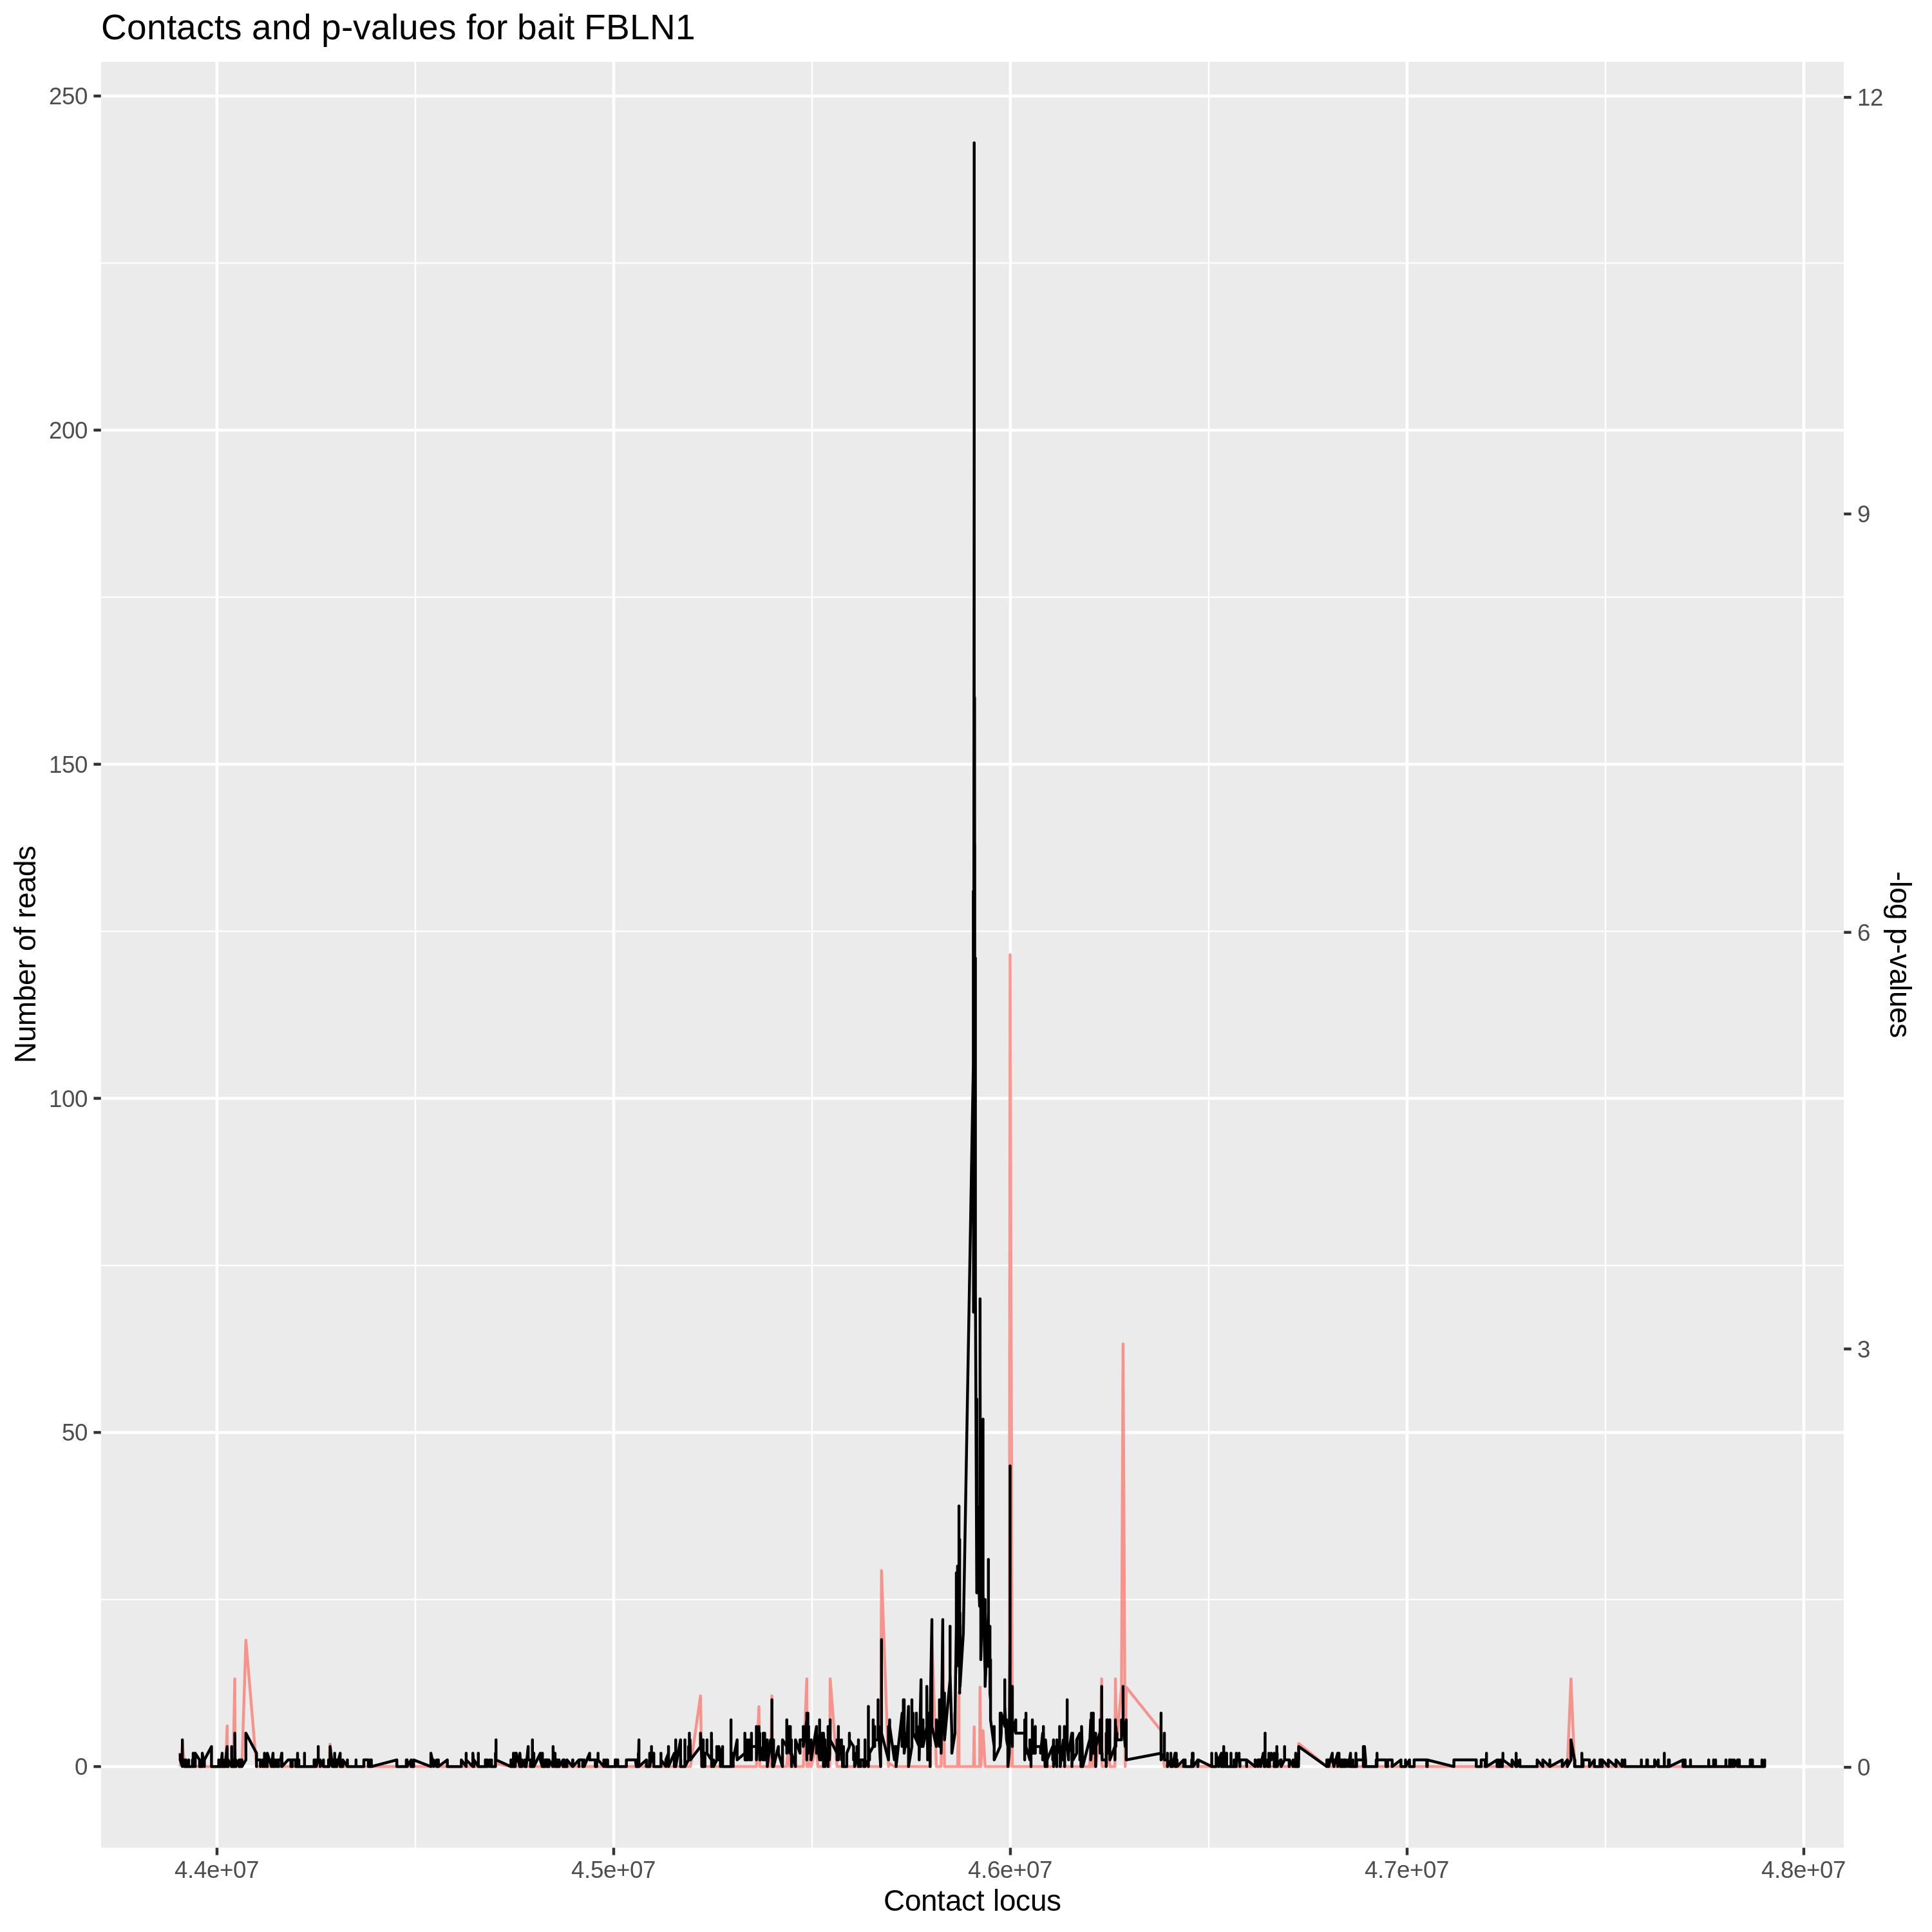 Contacts and p-values for bait FBLN1
250
200
150
100
50
0
Number of reads
12
9
6
3
0
-log p-values
4.4e+07
4.5e+07
4.6e+07
4.7e+07
4.8e+07
Contact locus